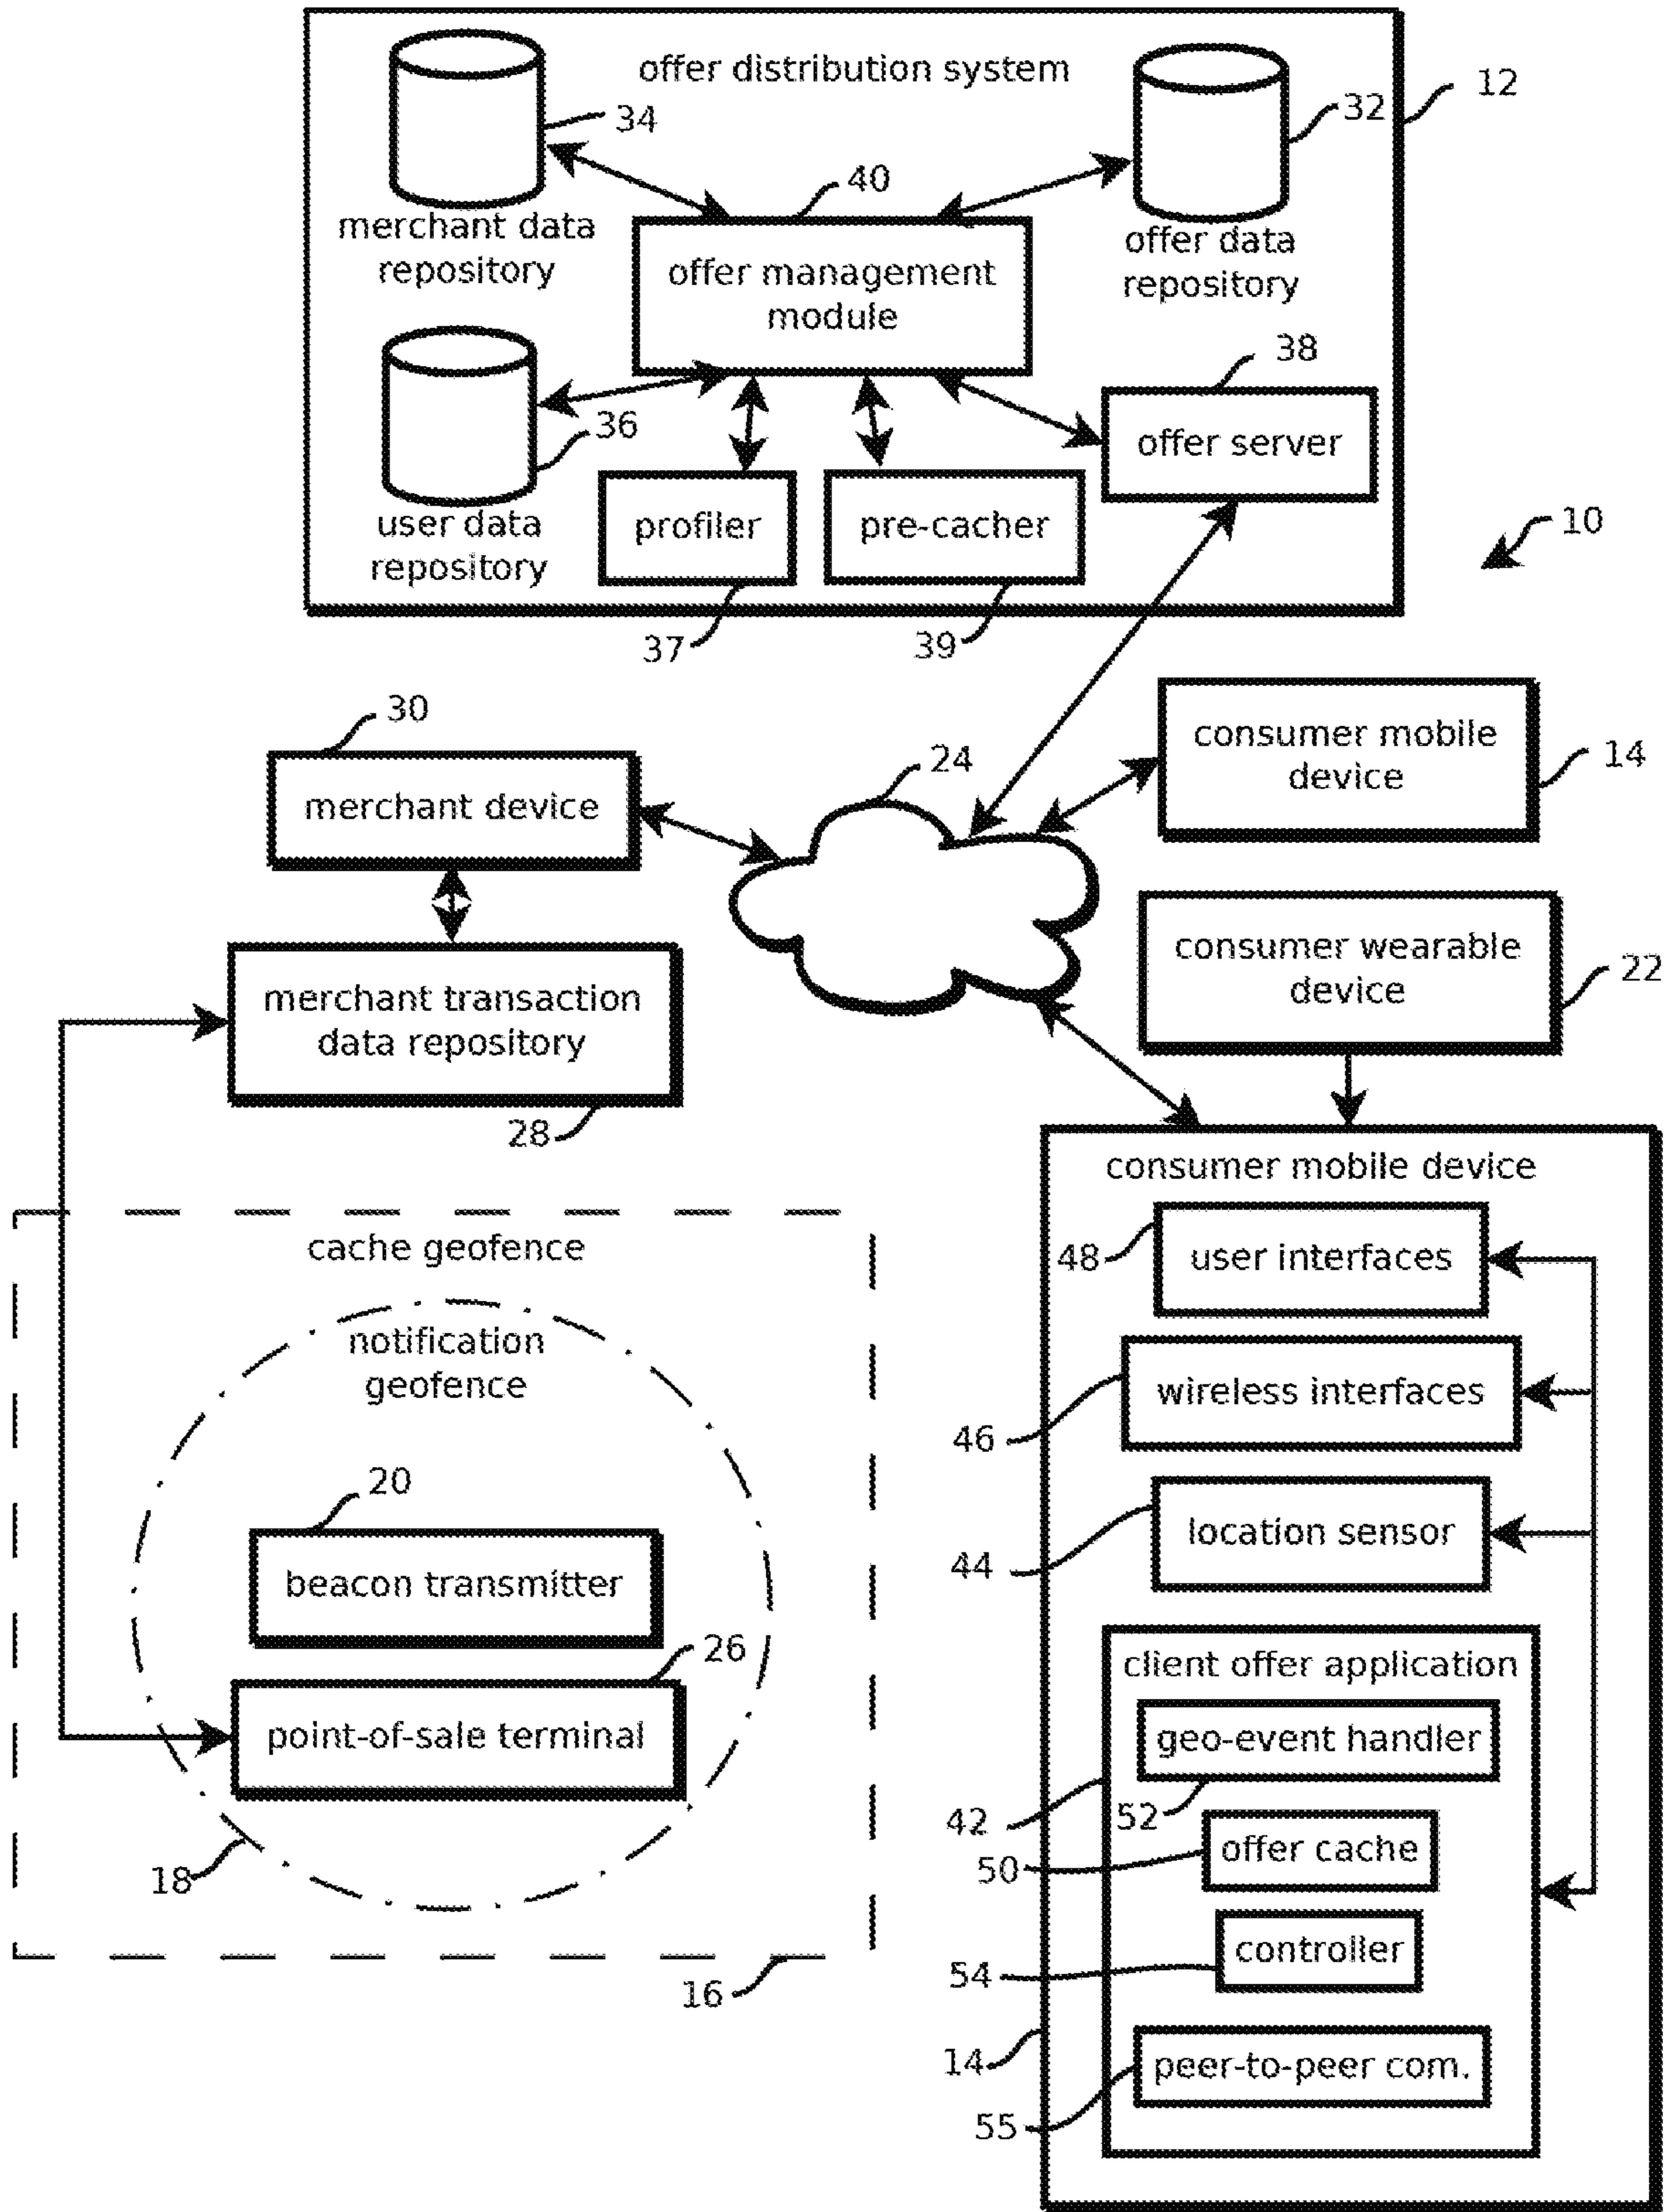 offer distribution system
12
34
32
merchant data
repository
40
offer data
repository
offer management
module
38
offer server
36
user data
repository
profiler
pre-cacher
10
37
39
30
merchant device
24
consumer mobile
device
14
consumer wearable
device
22
merchant transaction
data repository
28
cache geofence
notification
geofence
20
beacon transmitter
26
point-of-sale terminal
18
16
consumer mobile device
48
user interfaces
wireless interfaces
46
location sensor
44
client offer application
geo-event handler
42
52
offer cache
50
controller
54
14
peer-to-peer com.
55